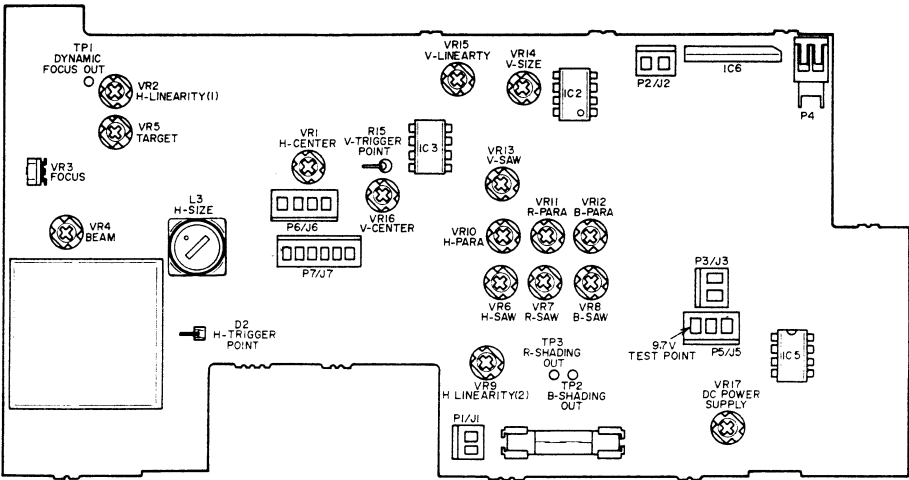 TP1
DYNAMIC
FOCUS OUT
VR2
H-LINEARITY(1)
VR5
TARGET
VR3
FOCUS
VR4
BEAM
L3
H-SIZE
VR1
H-CENTER
R15
V-TRIGGER
POINT
VR16
V-CENTER
P6/J6
P7/J7
D2
H-TRIGGER
POINT
VR15
V-LINEARTY
VR14
V-SIZE
IC2
IC3
P2/J2
IC6
P4
VR13
V-SAW
VR10
H-PARA
VR11
R-PARA
VR12
B-PARA
VR6
H-SAW
VR7
R-SAW
VR8
B-SAW
P3/J3
9.7V
TEST POINT
P5/J5
IC5
TP3
R-SHADING
OUT
TP2
B-SHADING
OUT
VR9
H LINEARITY(2)
P1/J1
VR17
DC POWER
SUPPLY